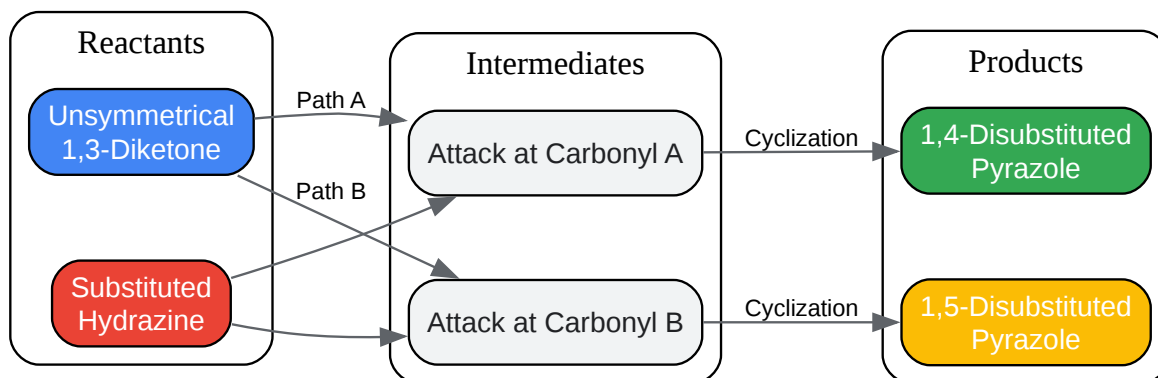 Reactants
Unsymmetrical
1,3-Diketone
Substituted
Hydrazine
Path A
Path B
Intermediates
Attack at Carbonyl A
Attack at Carbonyl B
Cyclization
Cyclization
Products
1,4-Disubstituted
Pyrazole
1,5-Disubstituted
Pyrazole